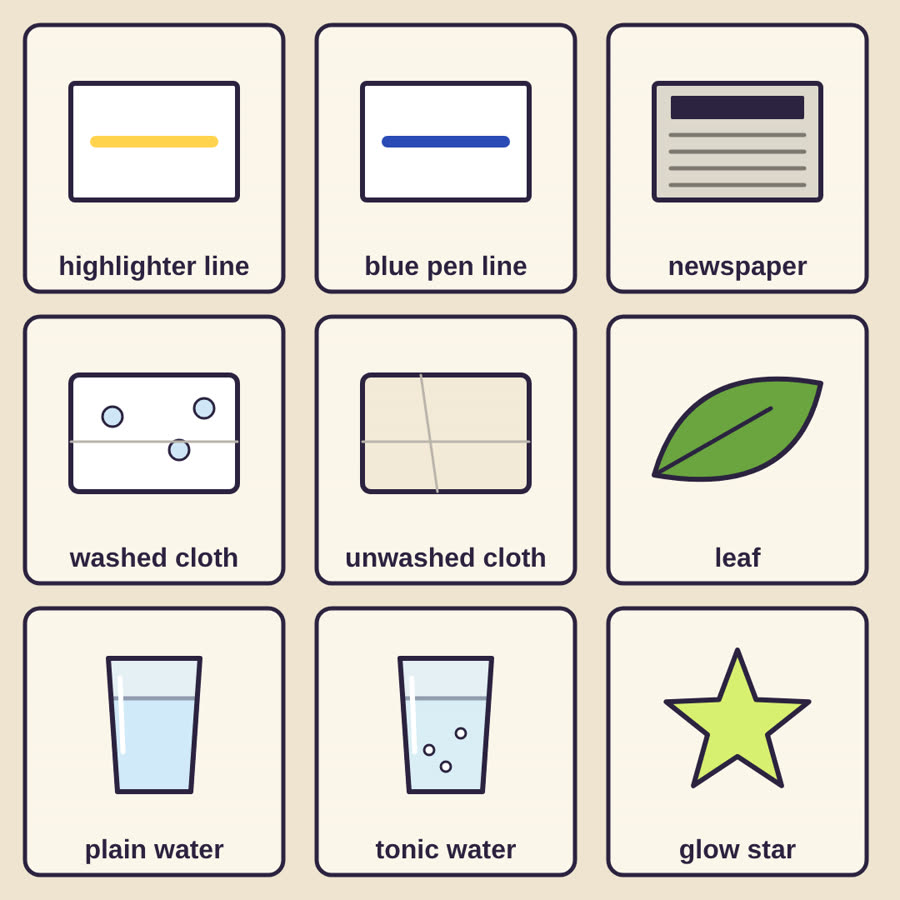 highlighter line
blue pen line
newspaper
washed cloth
unwashed cloth
leaf
plain water
tonic water
glow star